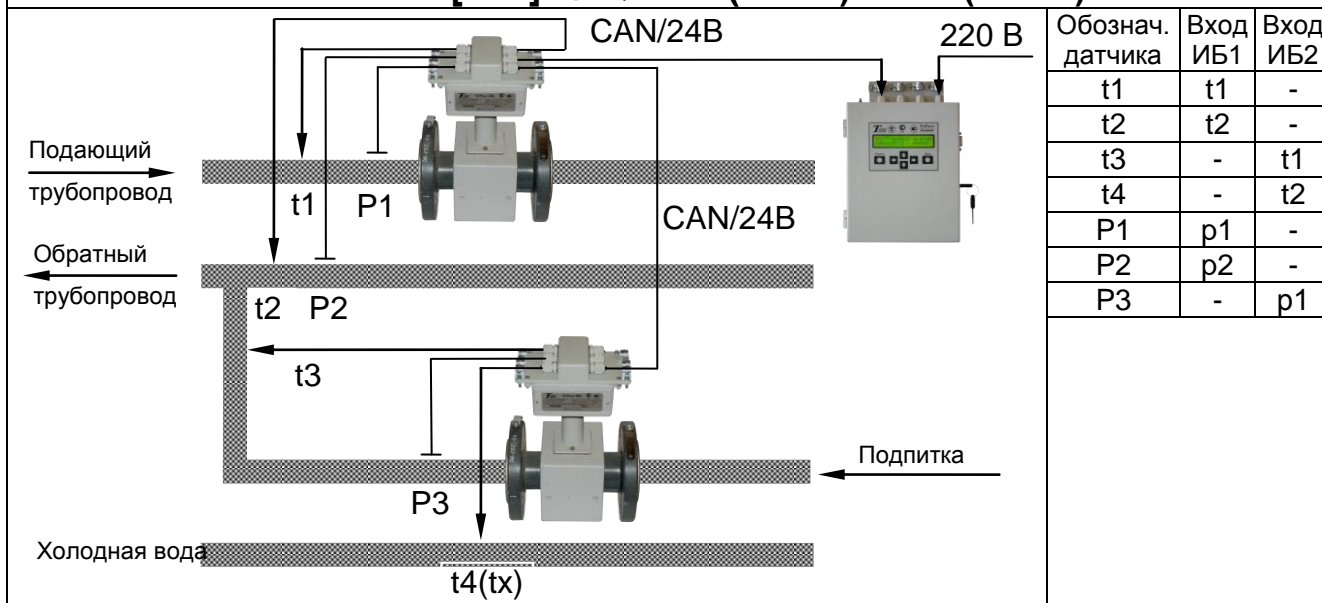 CAN/24В
220 В
Подающий
трубопровод
t1
P1
CAN/24В
Обратный
трубопровод
t2
P2
t3
Подпитка
P3
Холодная вода
t4(tx)
Обознач. датчика | Вход ИБ1 | Вход ИБ2
t1 | t1 | -
t2 | t2 | -
t3 | - | t1
t4 | - | t2
P1 | p1 | -
P2 | p2 | -
P3 | - | p1